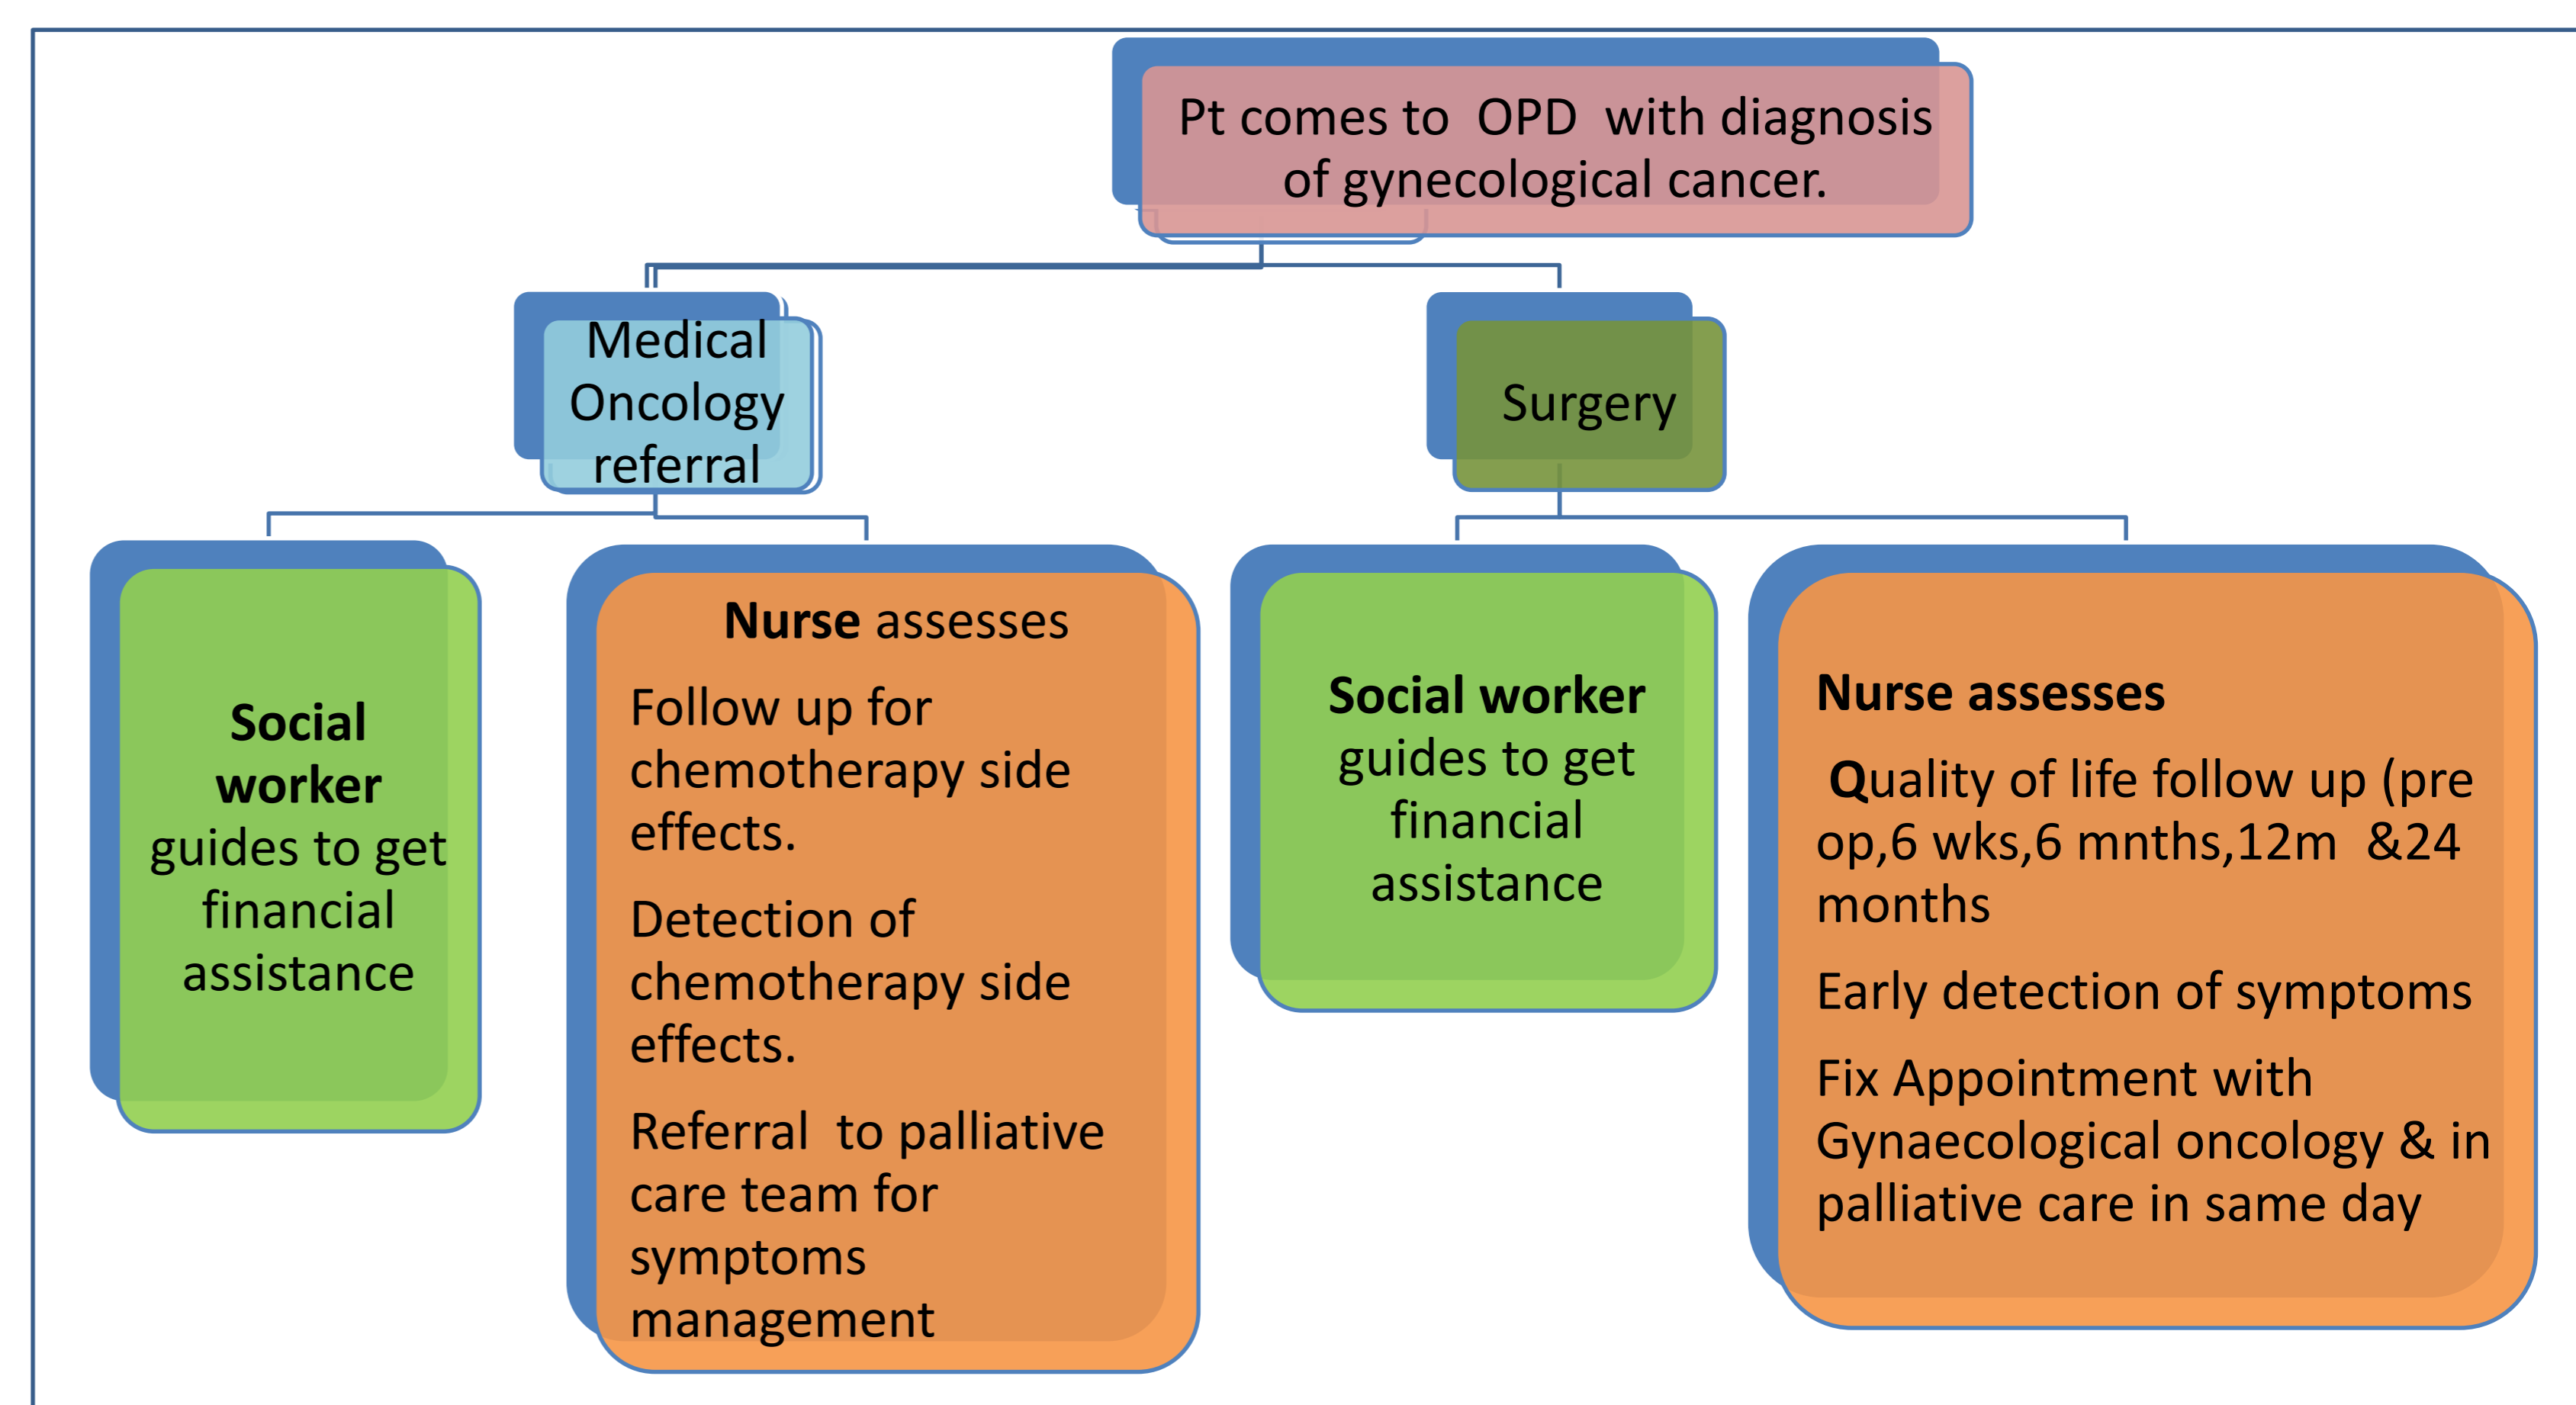 Pt comes to OPD with diagnosis
of gynecological cancer.
Medical
Oncology
referral
Surgery
Social
worker
guides to get
financial
assistance
Nurse assesses
Follow up for
chemotherapy side
effects.
Detection of
chemotherapy side
effects.
Referral to palliative
care team for
symptoms
management
Social worker
guides to get
financial
assistance
Nurse assesses
Quality of life follow up (pre
op,6 wks,6 mnths,12m &24
months
Early detection of symptoms
Fix Appointment with
Gynaecological oncology & in
palliative care in same day